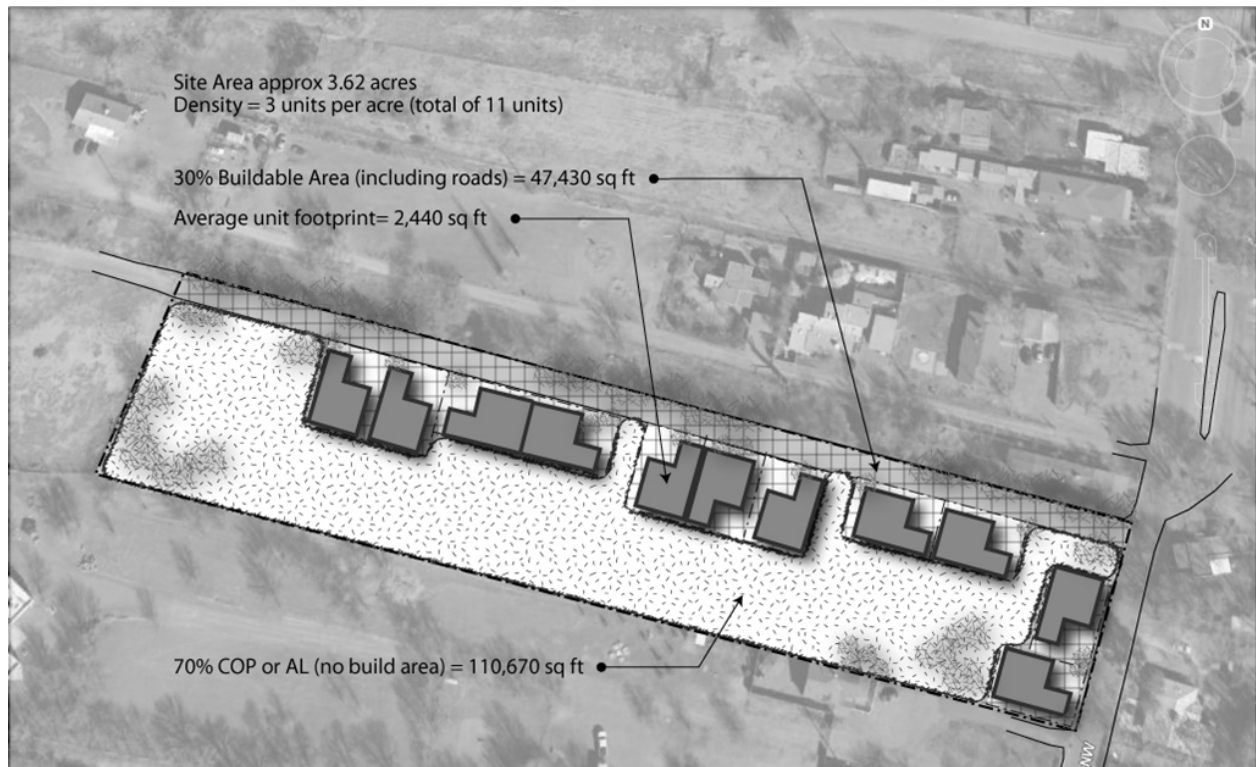 N
Site Area approx 3.62 acres
Density = 3 units per acre (total of 11 units)
30% Buildable Area (including roads) = 47,430 sq ft
Average unit footprint= 2,440 sq ft
70% COP or AL (no build area) = 110,670 sq ft
NW